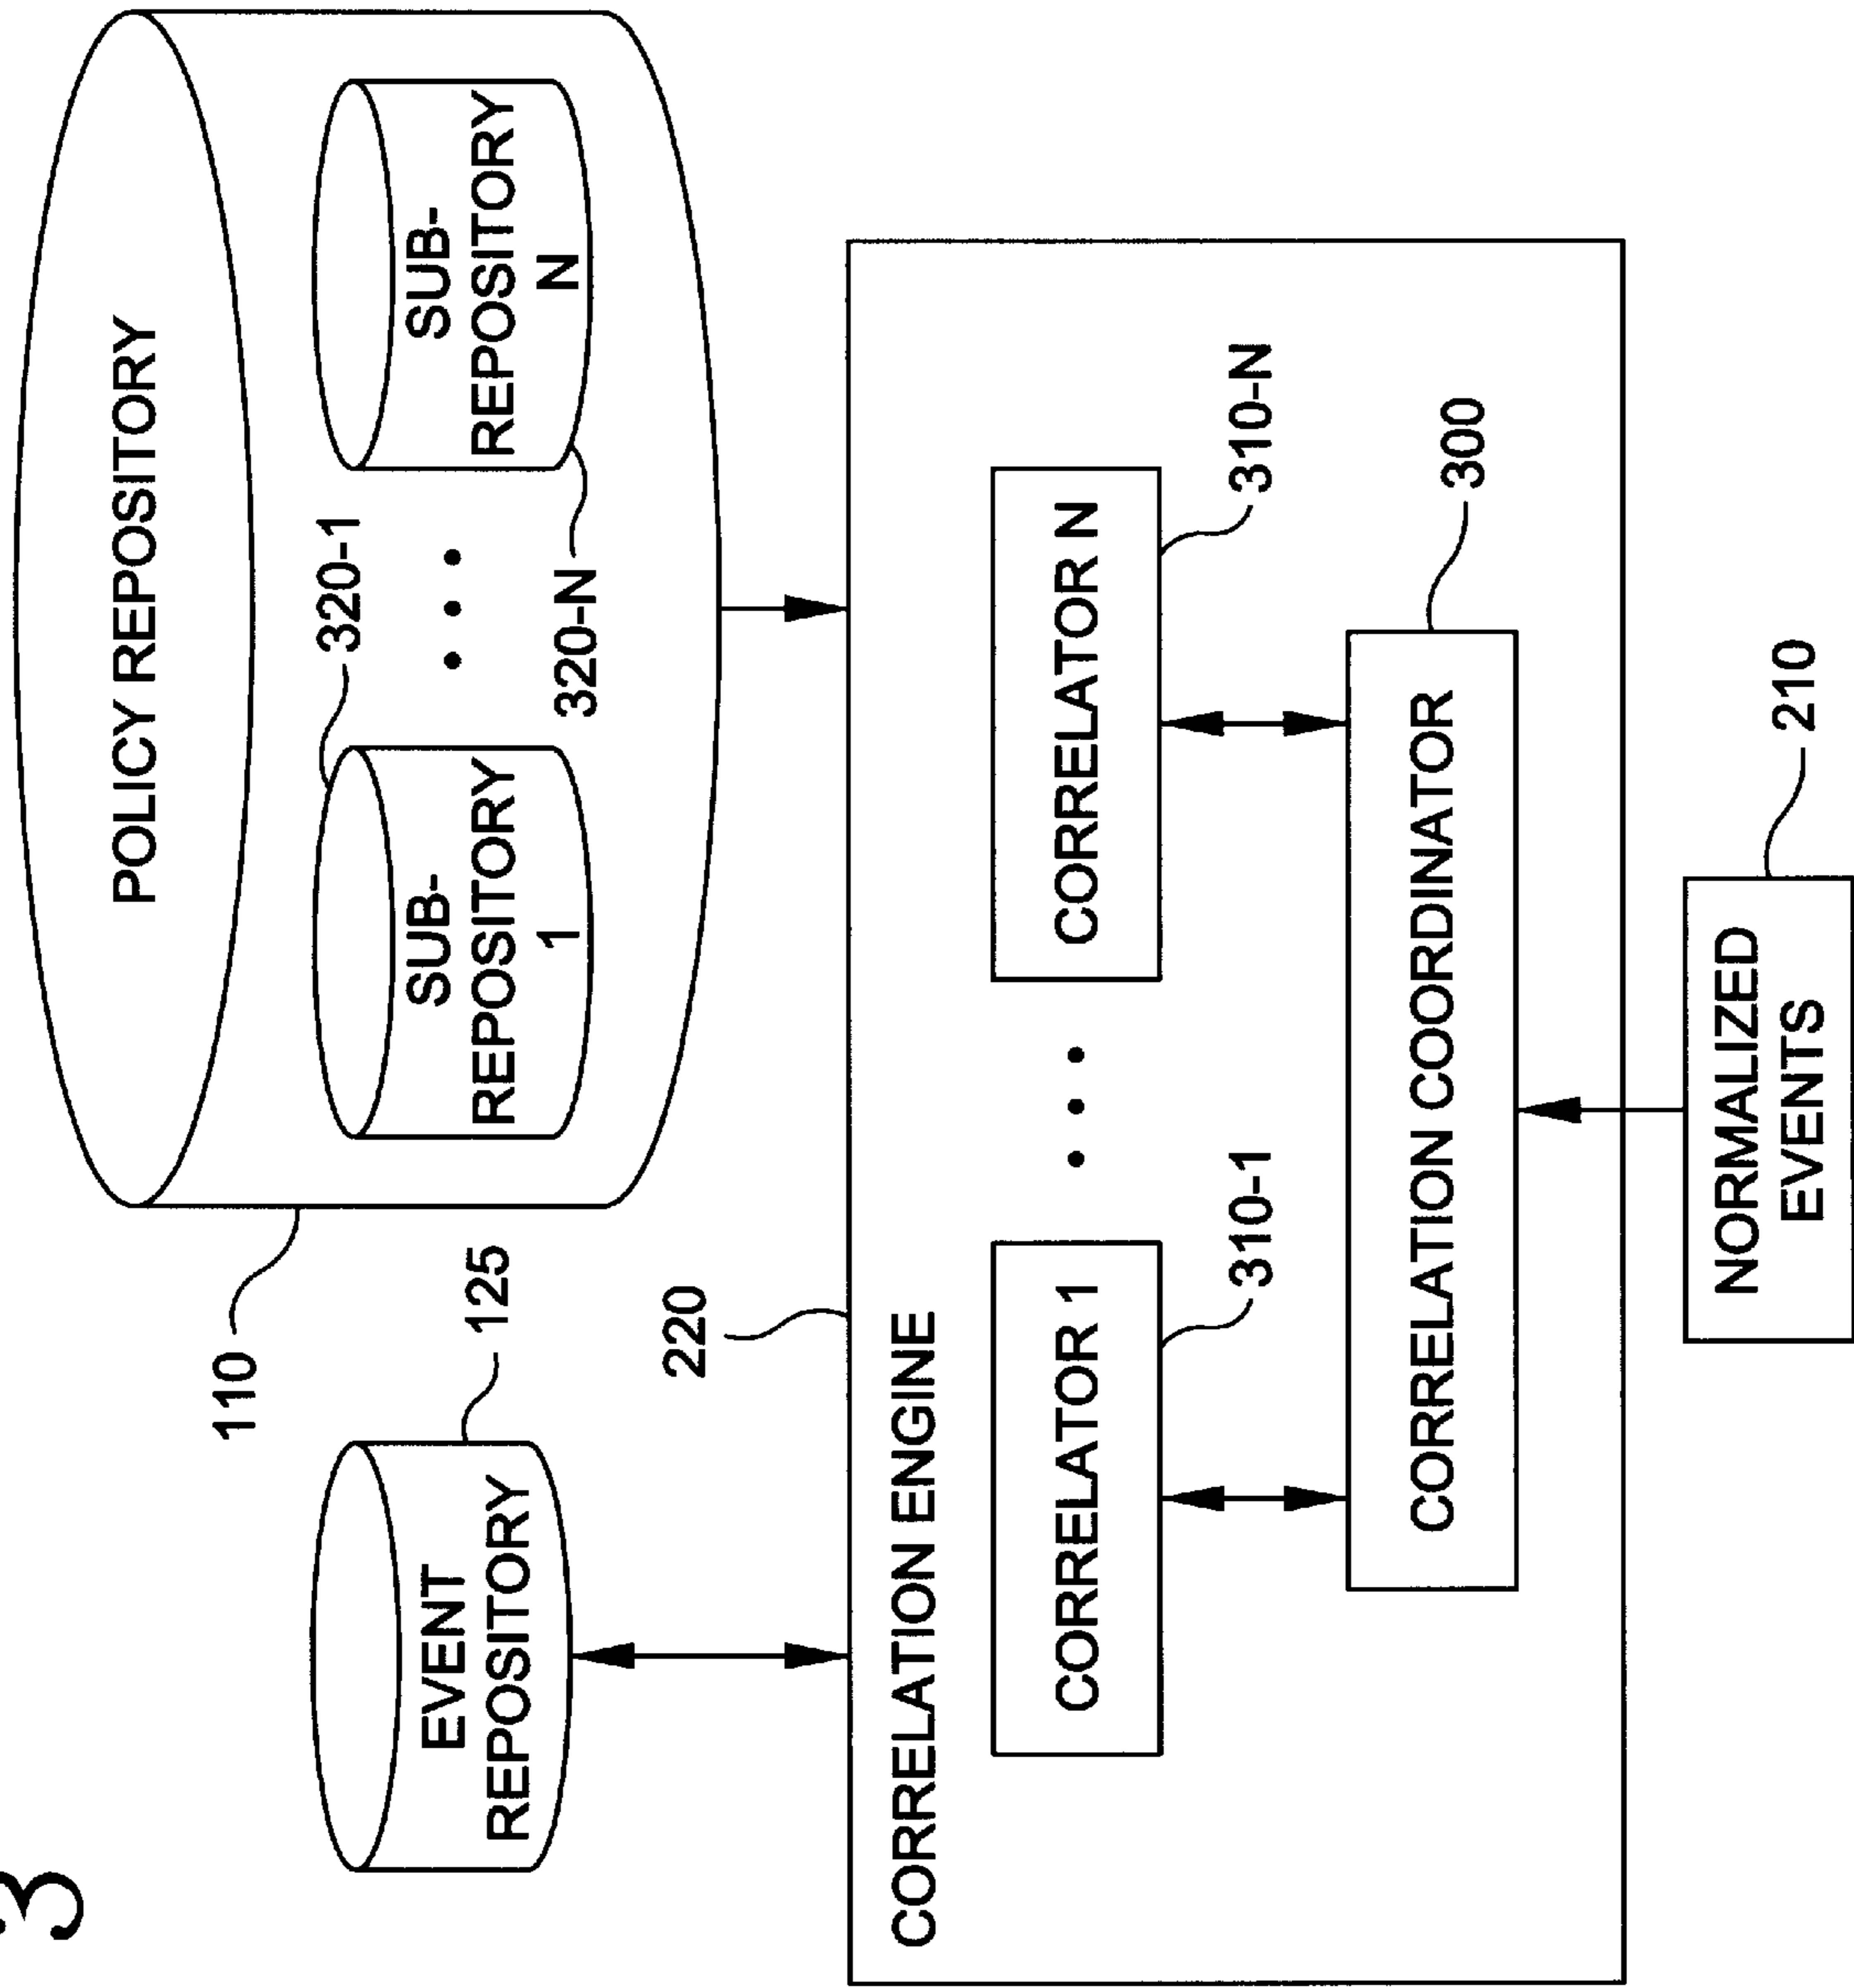 3
POLICY REPOSITORY
110
320-1
SUB-
REPOSITORY
1
• • •
320-N
SUB-
REPOSITORY
N
EVENT
REPOSITORY
125
220
CORRELATION ENGINE
CORRELATOR 1
310-1
• • •
CORRELATOR N
310-N
CORRELATION COORDINATOR
300
NORMALIZED
EVENTS
210